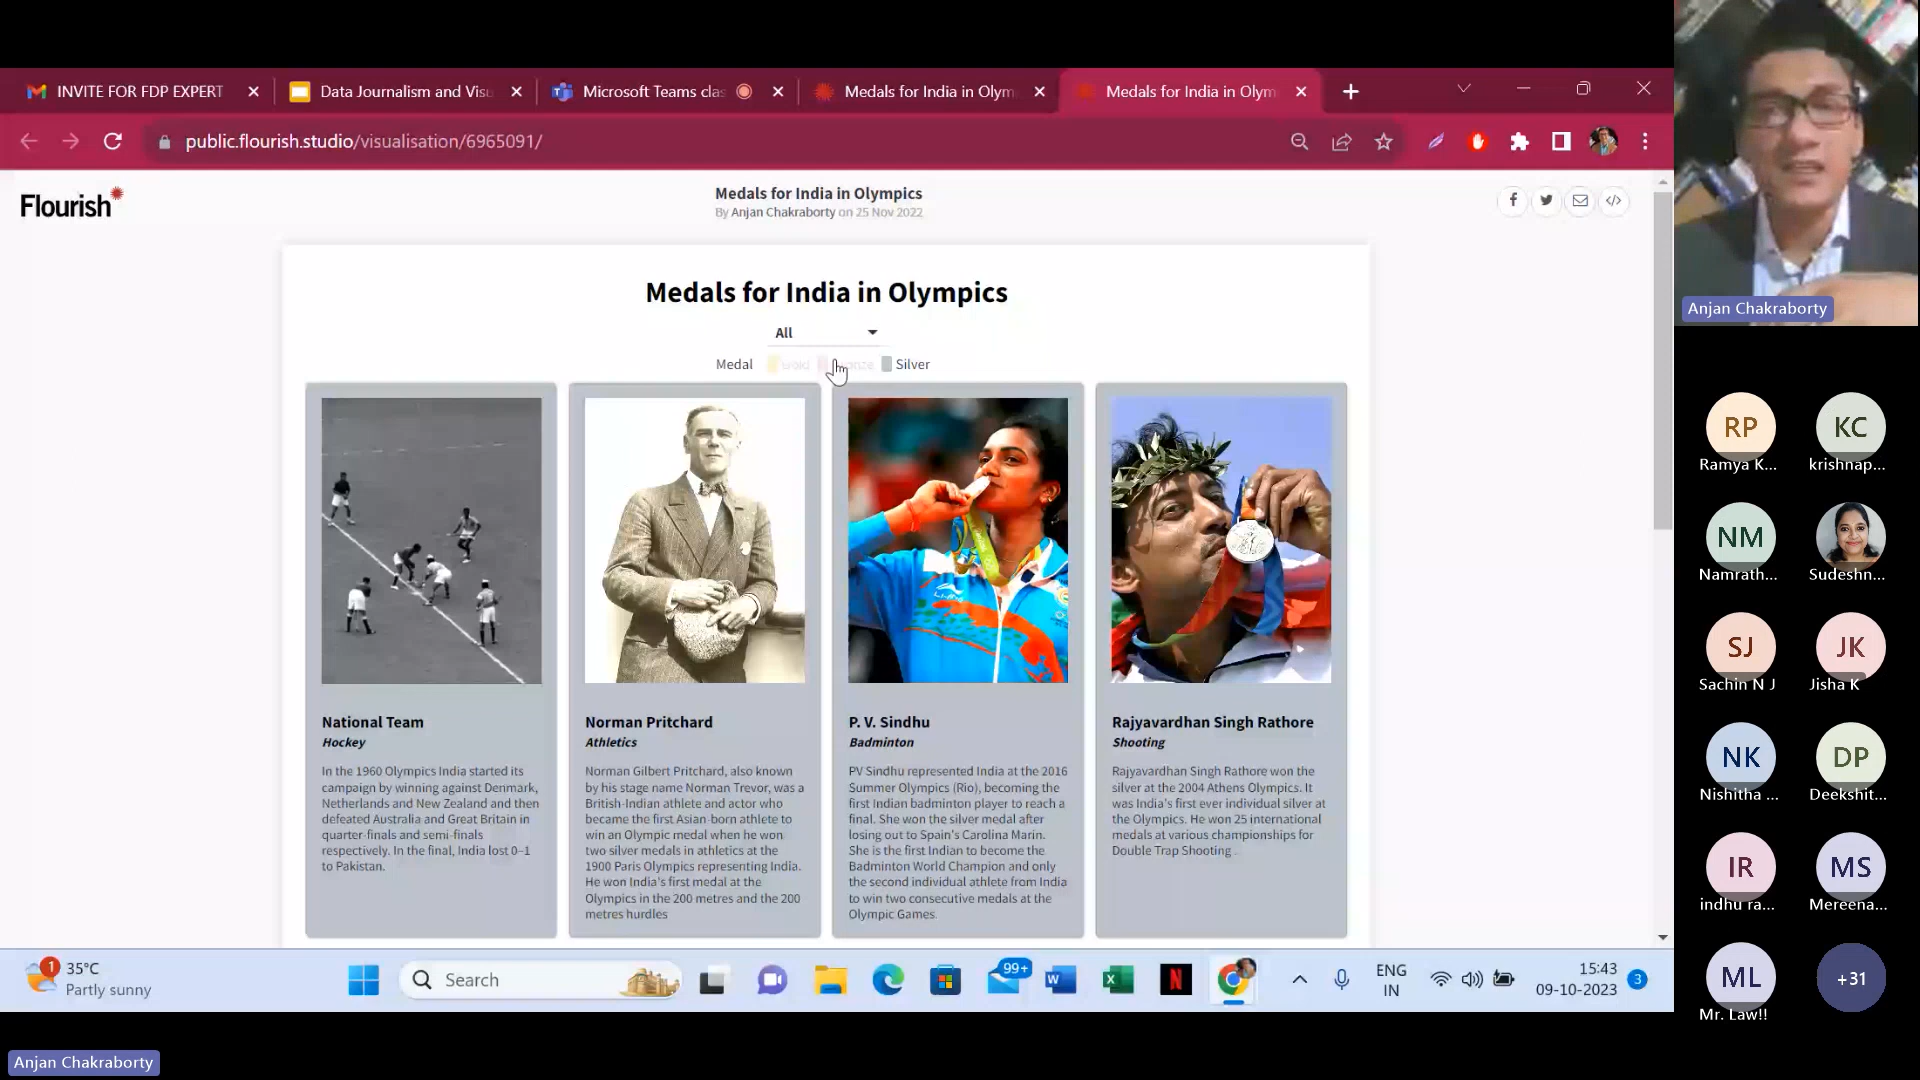 INVITE FOR FDP EXPERT
Data Journalism and Visu
Microsoft Teams clas
Medals for India in Olym
Medals for India in Olym
public.flourish.studio/visualisation/6965091/
Flourish
Medals for India in Olympics
By Anjan Chakraborty on 25 Nov 2022
Medals for India in Olympics
All
Medal Silver
National Team
Hockey
In the 1960 Olympics India started its
campaign by winning against Denmark,
Netherlands and New Zealand and then
defeated Australia and Great Britain in
quarter-finals and semi-finals
respectively. In the final, India lost 0–1
to Pakistan.
Norman Pritchard
Athletics
Norman Gilbert Pritchard, also known
by his stage name Norman Trevor, was a
British-Indian athlete and actor who
became the first Asian-born athlete to
win an Olympic medal when he won
two silver medals in athletics at the
1900 Paris Olympics representing India.
He won India's first medal at the
Olympics in the 200 metres and the 200
metres hurdles
P. V. Sindhu
Badminton
PV Sindhu represented India at the 2016
Summer Olympics (Rio), becoming the
first Indian badminton player to reach a
final. She won the silver medal after
losing out to Spain's Carolina Marin.
She is the first Indian to become the
Badminton World Champion and only
the second individual athlete from India
to win two consecutive medals at the
Olympic Games.
Rajyavardhan Singh Rathore
Shooting
Rajyavardhan Singh Rathore won the
silver at the 2004 Athens Olympics. It
was India's first ever individual silver at
the Olympics. He won 25 international
medals at various championships for
Double Trap Shooting .
1
35°C
Partly sunny
Search
99+
ENG
IN
15:43
09-10-2023
3
Anjan Chakraborty
Anjan Chakraborty
RP
Ramya K...
KC
krishnap...
NM
Namrath...
Sudeshn...
SJ
Sachin N J
JK
Jisha K
NK
Nishitha ...
DP
Deekshit...
IR
indhu ra...
MS
Mereena...
ML
Mr. Law!!
+31